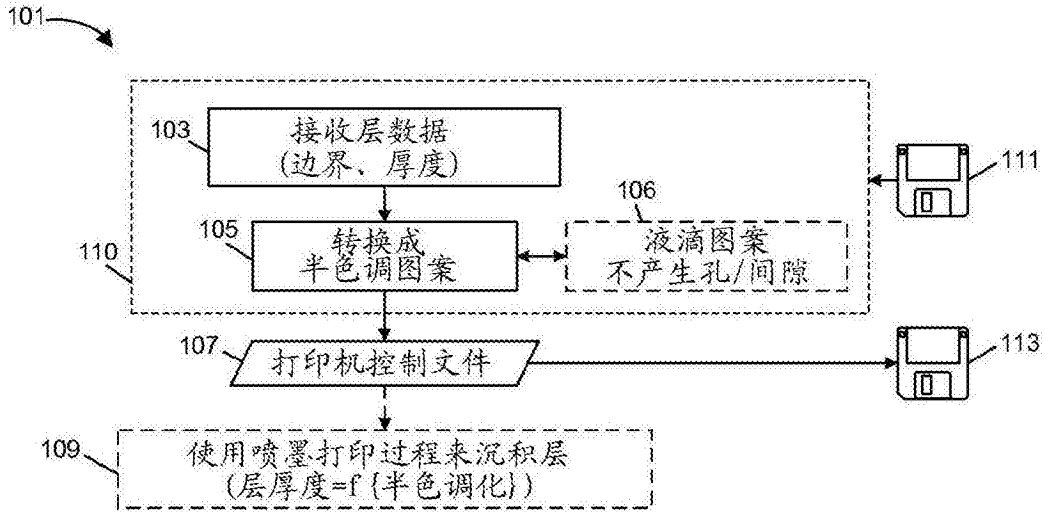 101
103
接收层数据
(边界、厚度)
111
105
转换成
半色调图案
106
液滴图案
不产生孔/间隙
110
107
打印机控制文件
113
109
使用喷墨打印过程来沉积层
(层厚度=f {半色调化})